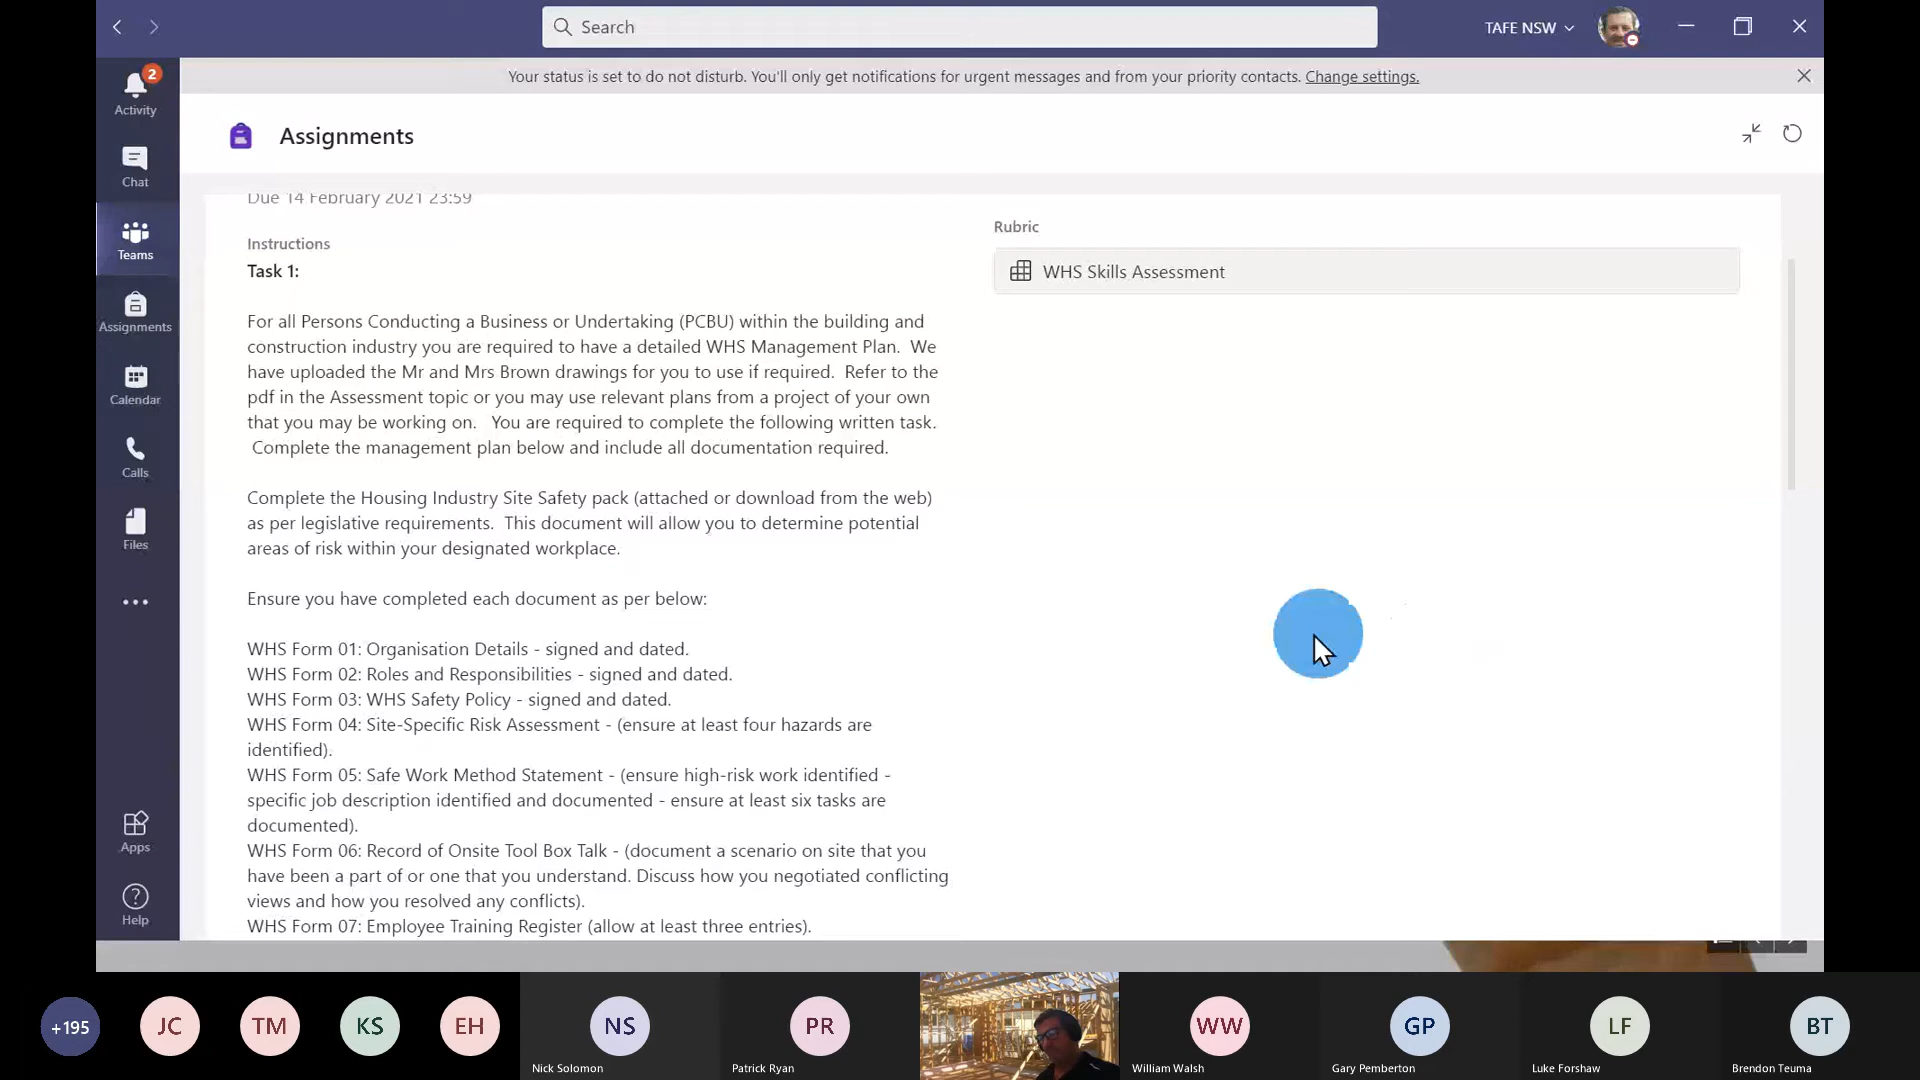 Search
TAFE NSW
Your status is set to do not disturb. You'll only get notifications for urgent messages and from your priority contacts. Change settings.
2
Activity
Chat
Teams
Assignments
Calendar
Calls
Files
Apps
Help
Assignments
Due 14 February 2021 23:59
Instructions
Task 1:
For all Persons Conducting a Business or Undertaking (PCBU) within the building and
construction industry you are required to have a detailed WHS Management Plan.  We
have uploaded the Mr and Mrs Brown drawings for you to use if required.  Refer to the
pdf in the Assessment topic or you may use relevant plans from a project of your own
that you may be working on.   You are required to complete the following written task.
Complete the management plan below and include all documentation required.
Complete the Housing Industry Site Safety pack (attached or download from the web)
as per legislative requirements.  This document will allow you to determine potential
areas of risk within your designated workplace.
Ensure you have completed each document as per below:
WHS Form 01: Organisation Details - signed and dated.
WHS Form 02: Roles and Responsibilities - signed and dated.
WHS Form 03: WHS Safety Policy - signed and dated.
WHS Form 04: Site-Specific Risk Assessment - (ensure at least four hazards are
identified).
WHS Form 05: Safe Work Method Statement - (ensure high-risk work identified -
specific job description identified and documented - ensure at least six tasks are
documented).
WHS Form 06: Record of Onsite Tool Box Talk - (document a scenario on site that you
have been a part of or one that you understand. Discuss how you negotiated conflicting
views and how you resolved any conflicts).
WHS Form 07: Employee Training Register (allow at least three entries).
Rubric
WHS Skills Assessment
+195
JC
TM
KS
EH
NS
Nick Solomon
PR
Patrick Ryan
WW
William Walsh
GP
Gary Pemberton
LF
Luke Forshaw
BT
Brendon Teuma